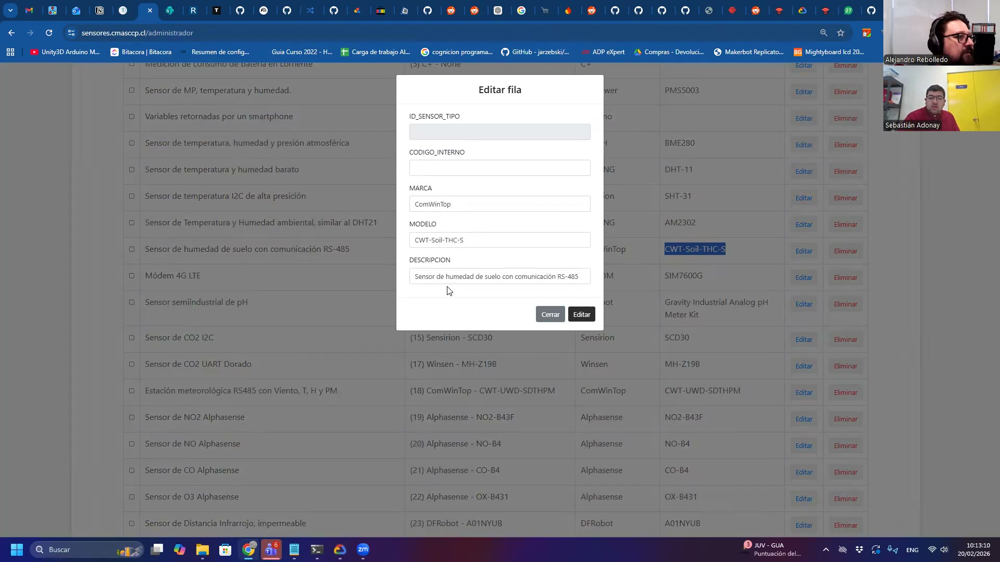 sensores.cmasccp.cl/administrador
27
Unity3D Arduino M...
Bitacora | Bitacora
Resumen de config...
Guia Curso 2022 - H...
Carga de trabajo Al...
cognicion programa...
GitHub - jarzebski/...
ADP eXpert
Compras - Devoluci...
Makerbot Replicato...
BG
Mightyboard lcd 20...
Alejandro Rebolledo
Sebastián Adonay
Medición de consumo de batería en corriente
(5) C+ - None
C+
Editar
Eliminar
Sensor de MP, temperatura y humedad.
wer
PMS5003
Editar
Eliminar
Variables retornadas por un smartphone
no
Editar
Eliminar
Sensor de temperatura, humedad y presión atmosférica
H
BME280
Editar
Eliminar
Sensor de temperatura y humedad barato
NG
DHT-11
Editar
Eliminar
Sensor de temperatura I2C de alta presición
ion
SHT-31
Editar
Eliminar
Sensor de Temperatura y Humedad ambiental, similar al DHT21
NG
AM2302
Editar
Eliminar
Sensor de humedad de suelo con comunicación RS-485
WinTop
CWT-Soil-THC-S
Editar
Eliminar
Módem 4G LTE
OM
SIM7600G
Editar
Eliminar
Sensor semiindustrial de pH
bot
Gravity Industrial Analog pH
Meter Kit
Editar
Eliminar
Editar fila
ID_SENSOR_TIPO
CODIGO_INTERNO
MARCA
ComWinTop
MODELO
CWT-Soil-THC-S
DESCRIPCION
Sensor de humedad de suelo con comunicación RS-485
Cerrar
Editar
Sensor de CO2 I2C
(15) Sensirion - SCD30
Sensirion
SCD30
Editar
Eliminar
Sensor de CO2 UART Dorado
(17) Winsen - MH-Z19B
Winsen
MH-Z19B
Editar
Eliminar
Estación meteorológica RS485 con Viento, T, H y PM
(18) ComWinTop - CWT-UWD-SDTHPM
ComWinTop
CWT-UWD-SDTHPM
Editar
Eliminar
Sensor de NO2 Alphasense
(19) Alphasense - NO2-B43F
Alphasense
NO2-B43F
Editar
Eliminar
Sensor de NO Alphasense
(20) Alphasense - NO-B4
Alphasense
NO-B4
Editar
Eliminar
Sensor de CO Alphasense
(21) Alphasense - CO-B4
Alphasense
CO-B4
Editar
Eliminar
Sensor de O3 Alphasense
(22) Alphasense - OX-B431
Alphasense
OX-B431
Editar
Eliminar
Sensor de Distancia Infrarrojo, impermeable
(23) DFRobot - A01NYUB
DFRobot
A01NYUB
Editar
Eliminar
Buscar
6
zm
3
JUV - GUA
Puntuación del...
ENG
10:13:10
20/02/2026